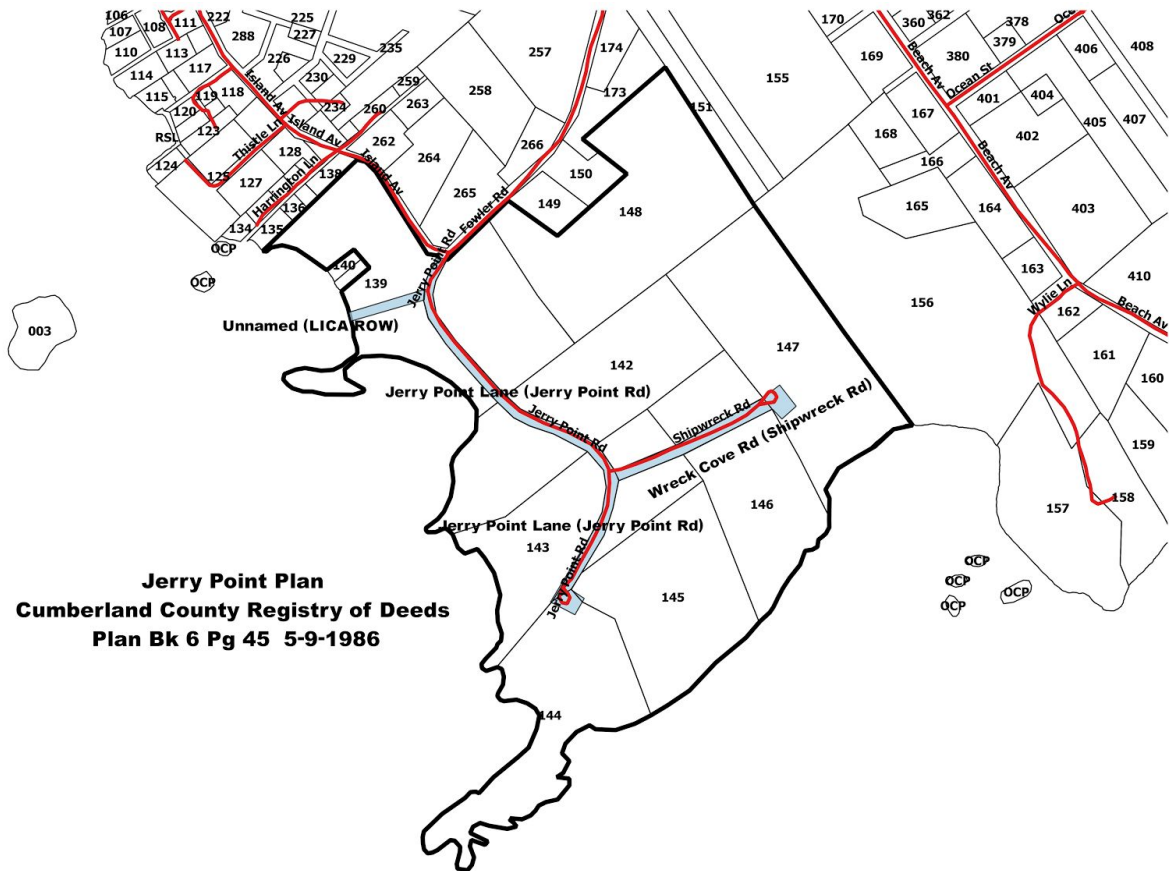 106
107
108
111
222
225
110
113
288
227
114
117
226
229
235
115
119
118
230
259
120
123
234
260
263
RSL
124
125
Thistle Ln
Island Av
Island Av
Island Av
128
262
264
127
Harrington Ln
138
136
134
135
OCP
OCP
003
257
258
174
173
266
265
150
149
148
Fowler Rd
Jerry Point Rd
140
139
Unnamed (LICA ROW)
151
155
170
360
362
378
379
169
380
406
408
Beach Av
Ocean St
401
404
405
407
168
167
402
166
Beach Av
165
164
403
163
410
156
Wylie Ln
162
Beach Av
161
160
159
158
157
142
147
Jerry Point Lane (Jerry Point Rd)
Jerry Point Rd
Shipwreck Rd
Wreck Cove Rd (Shipwreck Rd)
146
Jerry Point Lane (Jerry Point Rd)
143
Jerry Point Rd
145
144
OCP
OCP
OCP
OCP
Jerry Point Plan
Cumberland County Registry of Deeds
Plan Bk 6 Pg 45 5-9-1986